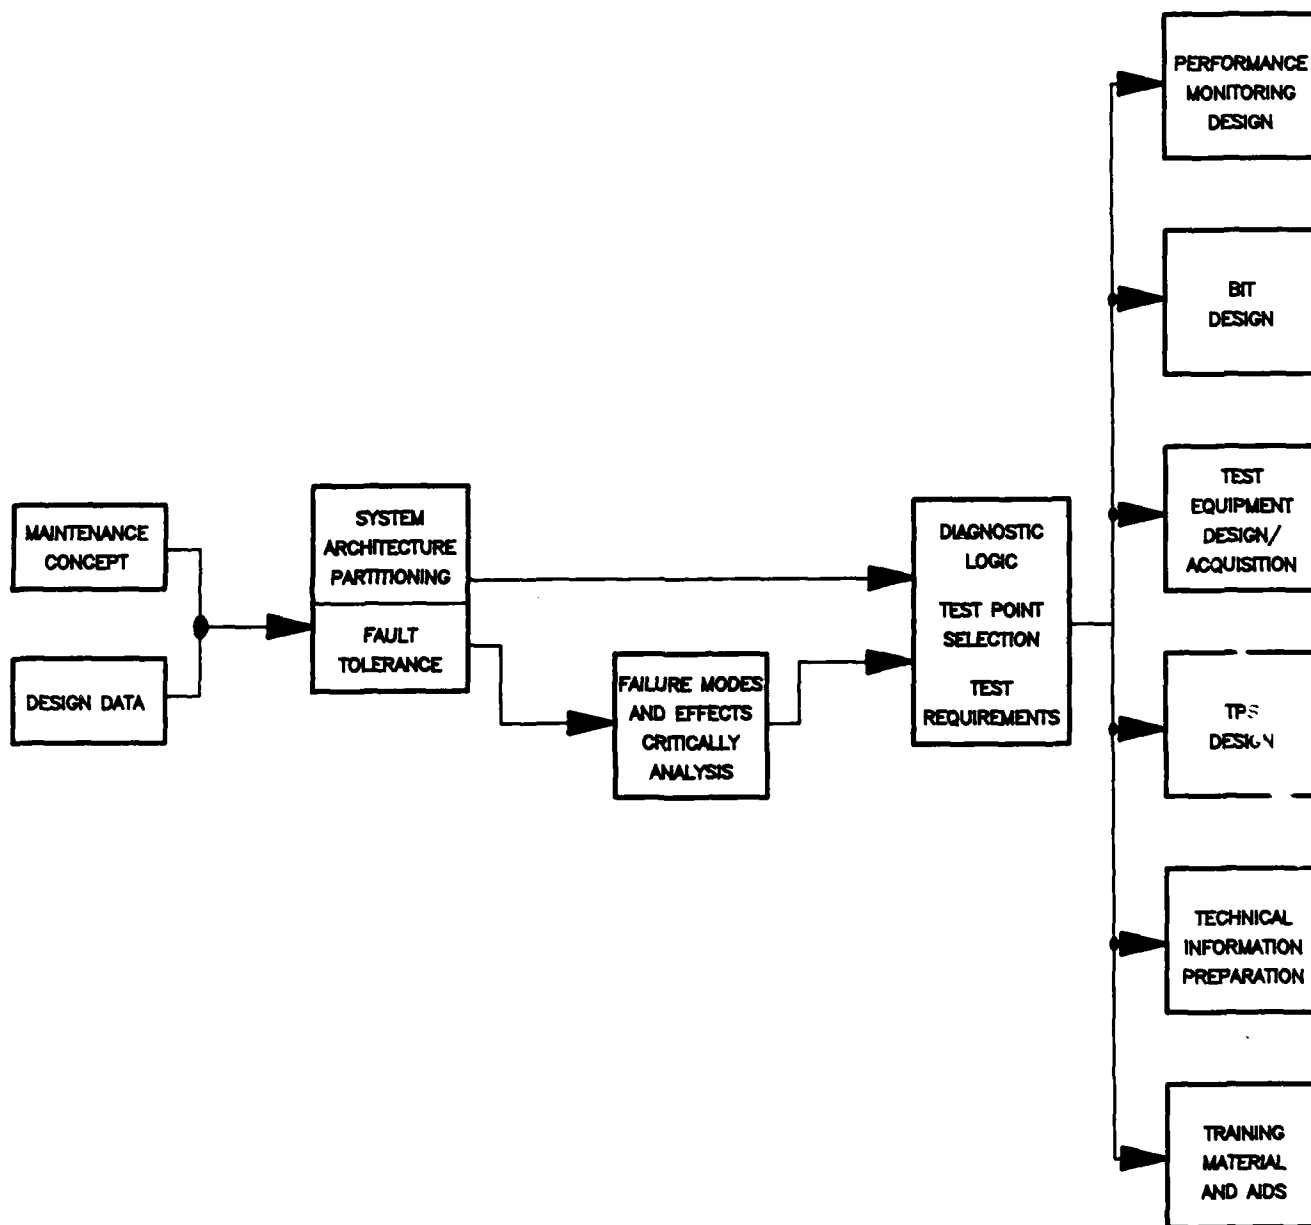 MAINTENANCE
CONCEPT
DESIGN DATA
SYSTEM
ARCHITECTURE
PARTITIONING
FAULT
TOLERANCE
FAILURE MODES
AND EFFECTS
CRITICALLY
ANALYSIS
DIAGNOSTIC
LOGIC
TEST POINT
SELECTION
TEST
REQUIREMENTS
PERFORMANCE
MONITORING
DESIGN
BIT
DESIGN
TEST
EQUIPMENT
DESIGN/
ACQUISITION
TPS
DESIGN
TECHNICAL
INFORMATION
PREPARATION
TRAINING
MATERIAL
AND AIDS